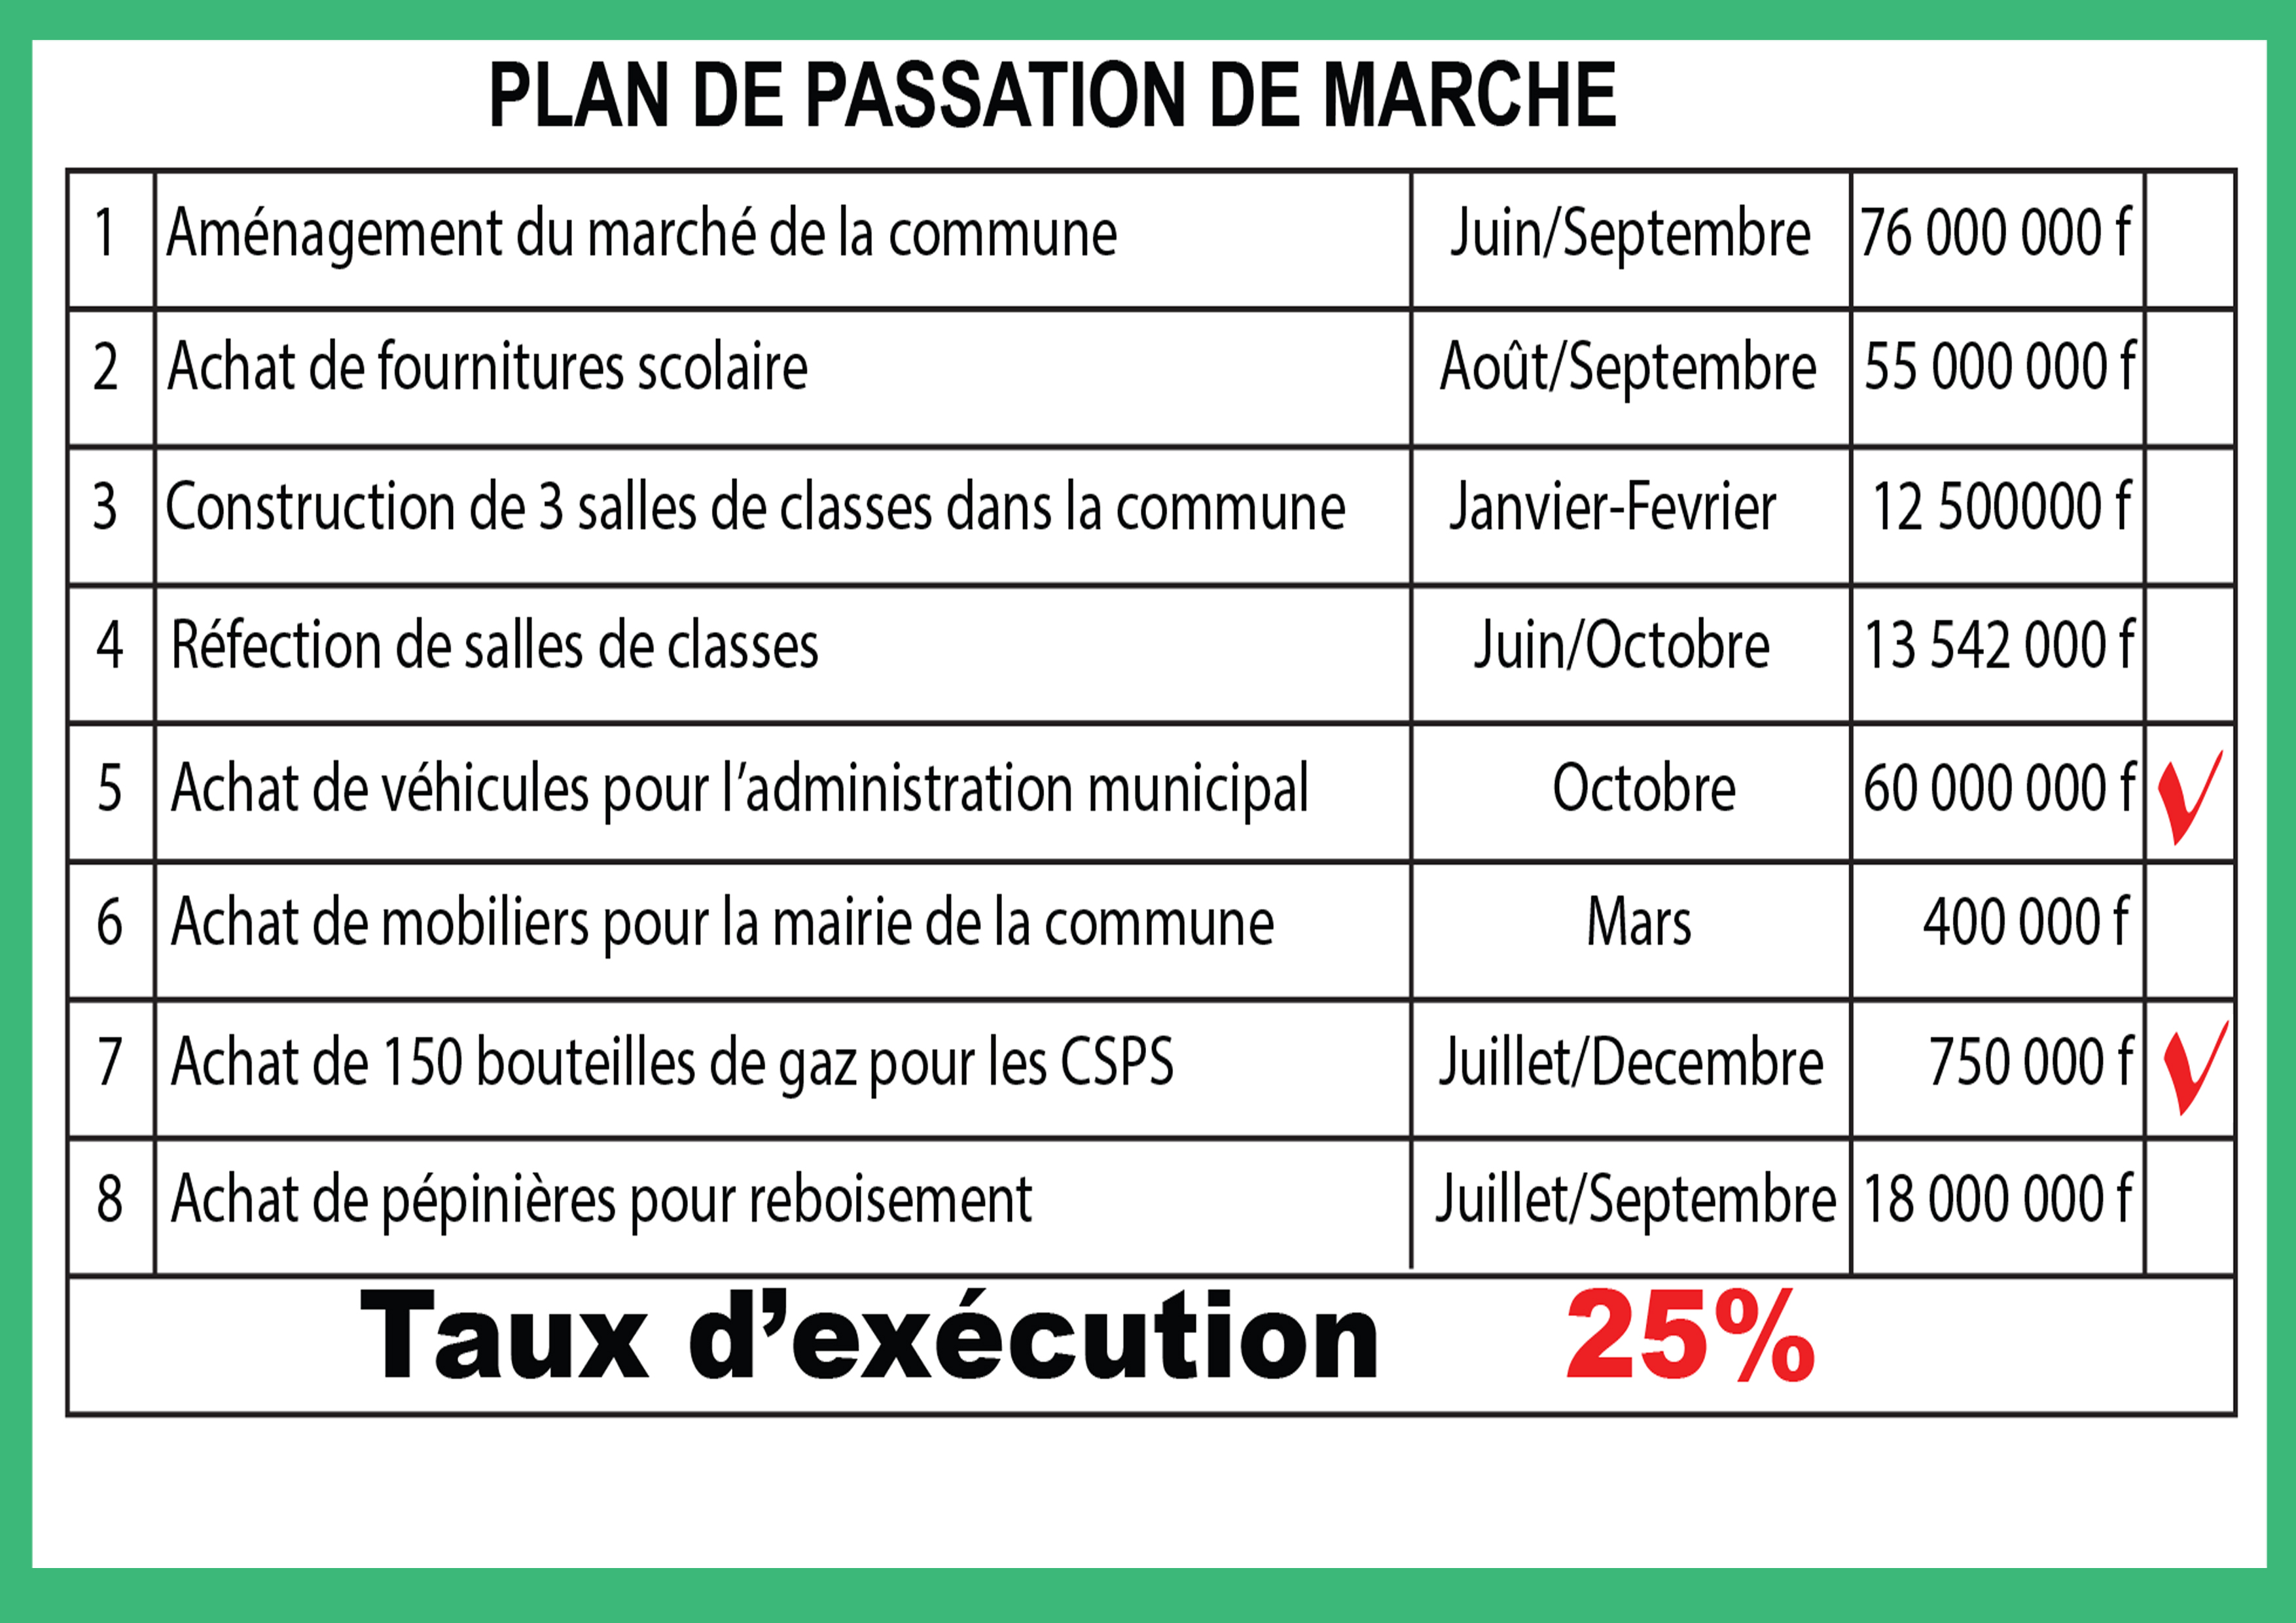 PLAN DE PASSATION DE MARCHE
1 Aménagement du marché de la commune Juin/Septembre 76 000 000 f
2 Achat de fournitures scolaire Août/Septembre 55 000 000 f
3 Construction de 3 salles de classes dans la commune Janvier-Fevrier 12 500000 f
4 Réfection de salles de classes Juin/Octobre 13 542 000 f
5 Achat de véhicules pour l’administration municipal Octobre 60 000 000 f
6 Achat de mobiliers pour la mairie de la commune Mars 400 000 f
7 Achat de 150 bouteilles de gaz pour les CSPS Juillet/Decembre 750 000 f
8 Achat de pépinières pour reboisement Juillet/Septembre 18 000 000 f
Taux d’exécution 25%